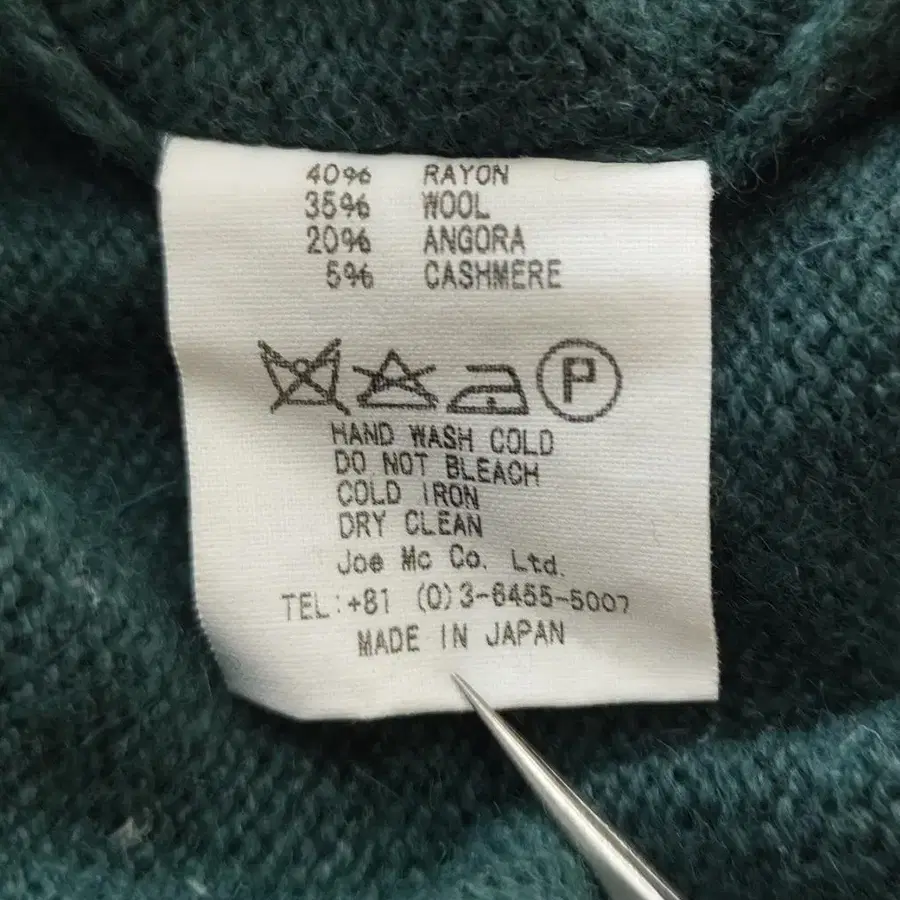 40% RAYON
35% WOOL
20% ANGORA
5% CASHMERE
P
HAND WASH COLD
DO NOT BLEACH
COLD IRON
DRY CLEAN
Joe Mc Co. Ltd.
TEL:+81 (0)3-6455-5007
MADE IN JAPAN